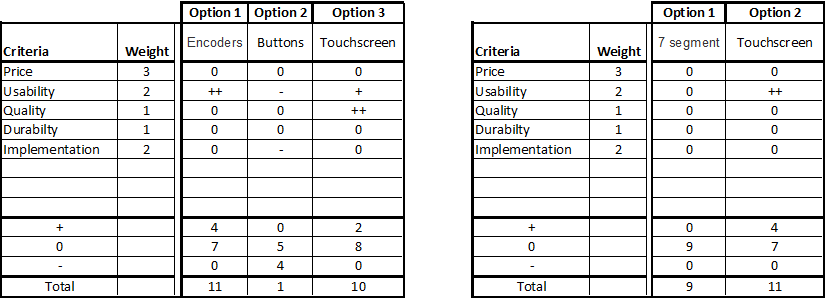 Option 1 Option 2 Option 3
Criteria Weight Encoders Buttons Touchscreen
Price 3 0 0 0
Usability 2 ++ - +
Quality 1 0 0 ++
Durabilty 1 0 0 0
Implementation 2 0 - 0
+ 4 0 2
0 7 5 8
- 0 4 0
Total 11 1 10
Option 1 Option 2
Criteria Weight 7 segment Touchscreen
Price 3 0 0
Usability 2 0 ++
Quality 1 0 0
Durabilty 1 0 0
Implementation 2 0 0
+ 0 4
0 9 7
- 0 0
Total 9 11